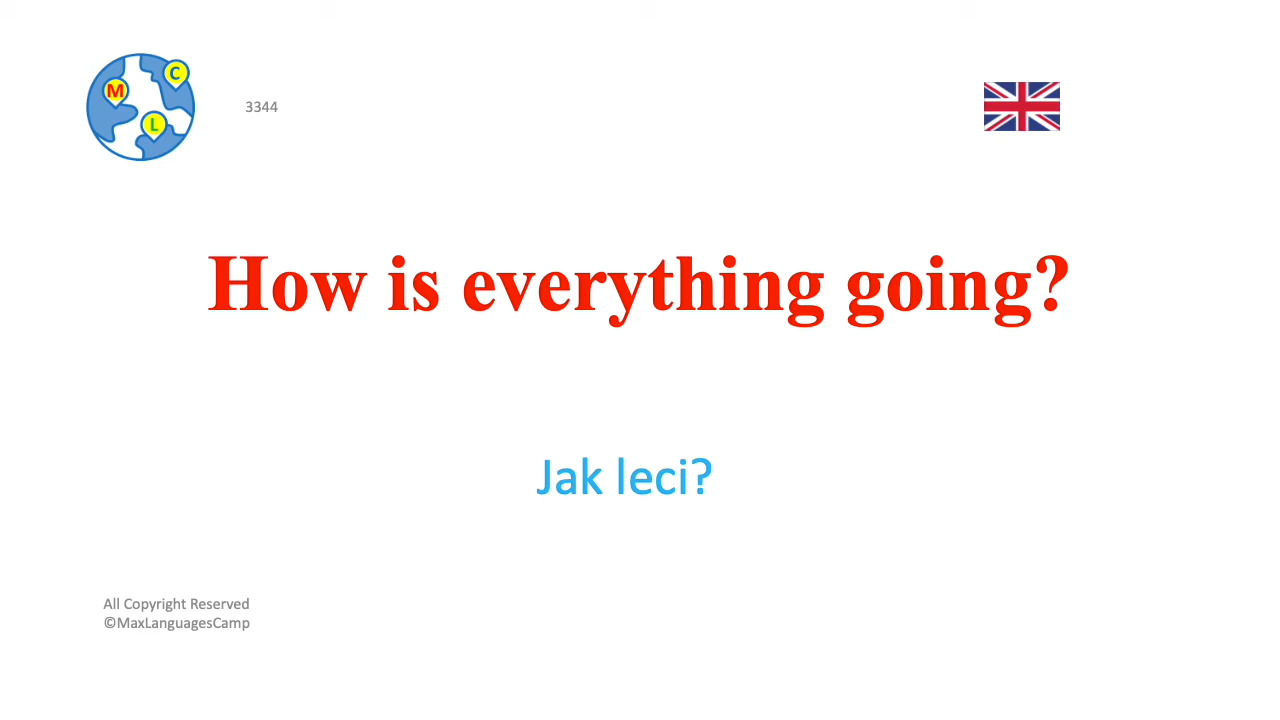 M
C
L
3344
How is everything going?
Jak leci?
All Copyright Reserved
©MaxLanguagesCamp